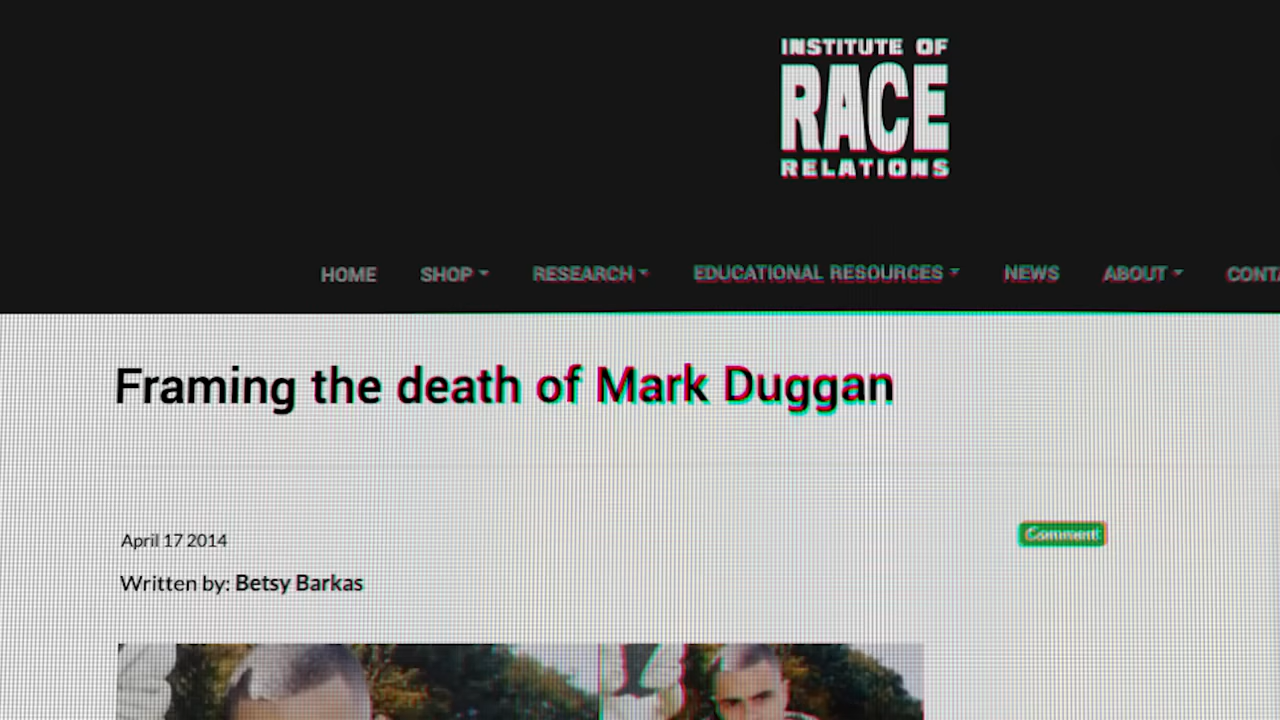 INSTITUTE OF
RACE
RELATIONS
HOME SHOP RESEARCH EDUCATIONAL RESOURCES NEWS ABOUT CONTA
Framing the death of Mark Duggan
April 17 2014
Comment
Written by: Betsy Barkas